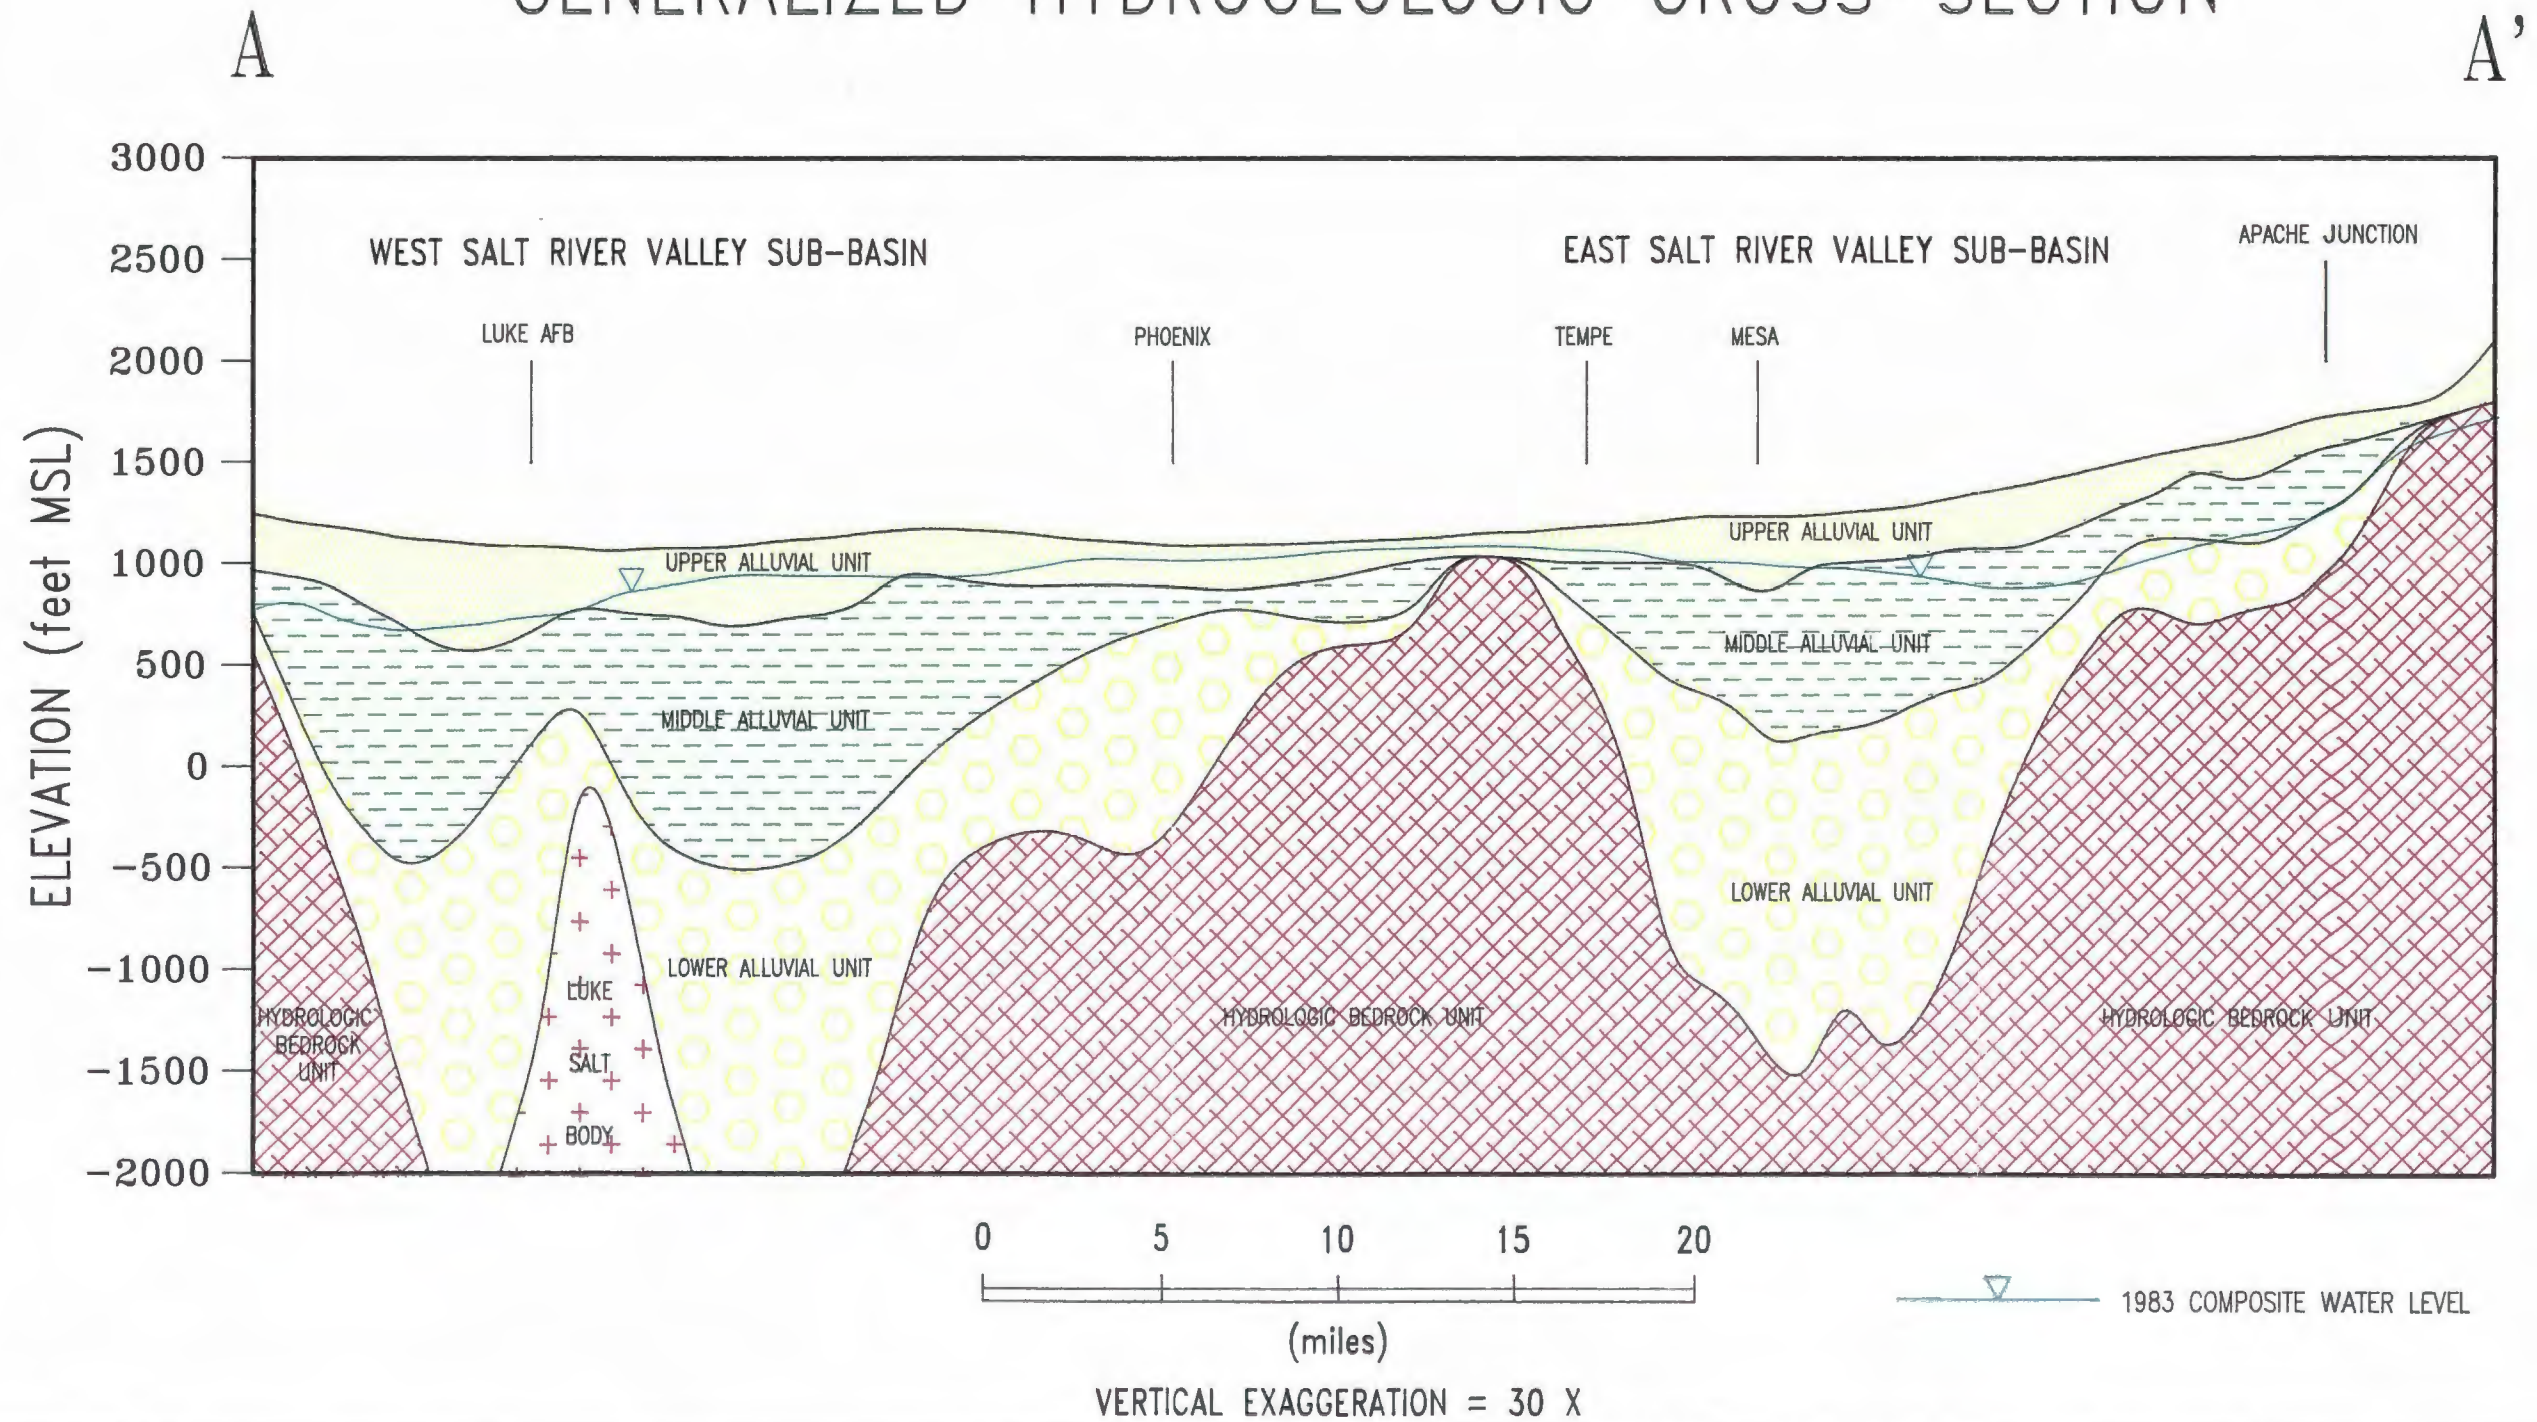 GENERALIZED HYDROGEOLOGIC CROSS SECTION
A A'
3000
2500
2000
1500
1000
500
0
-500
-1000
-1500
-2000
ELEVATION (feet MSL)
WEST SALT RIVER VALLEY SUB-BASIN
EAST SALT RIVER VALLEY SUB-BASIN
APACHE JUNCTION
LUKE AFB
PHOENIX
TEMPE
MESA
UPPER ALLUVIAL UNIT
UPPER ALLUVIAL UNIT
MIDDLE ALLUVIAL UNIT
MIDDLE ALLUVIAL UNIT
LOWER ALLUVIAL UNIT
LOWER ALLUVIAL UNIT
LUKE
SALT
BODY
HYDROLOGIC
BEDROCK
UNIT
HYDROLOGIC BEDROCK UNIT
HYDROLOGIC BEDROCK UNIT
0 5 10 15 20
(miles)
VERTICAL EXAGGERATION = 30 X
1983 COMPOSITE WATER LEVEL